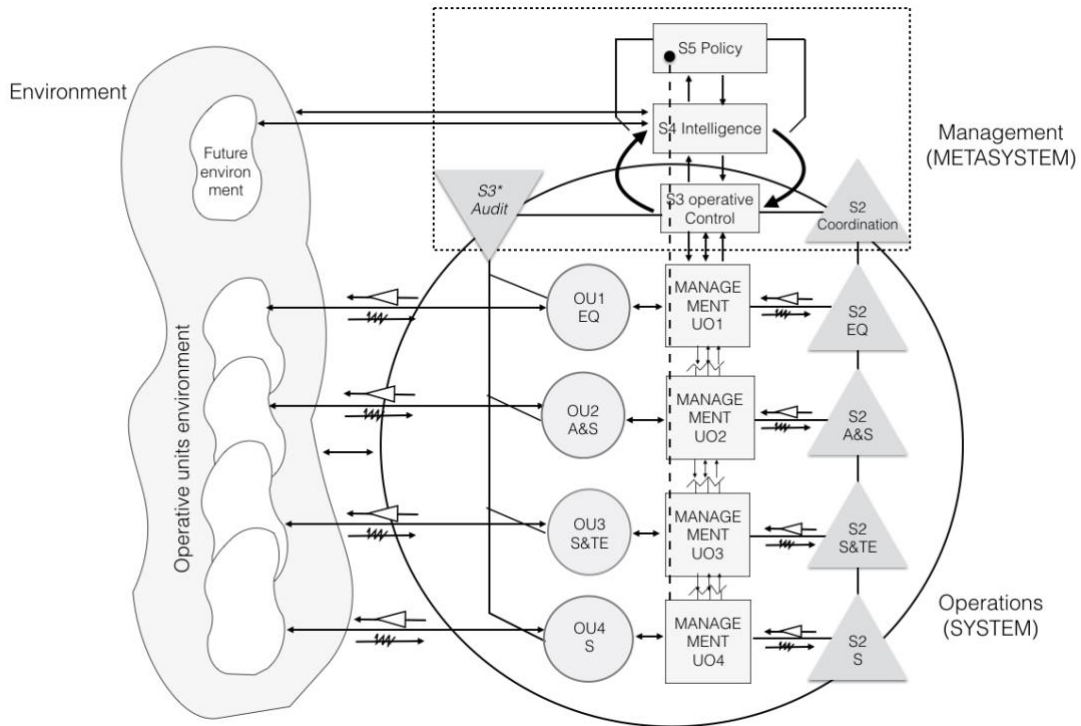 S5 Policy
Environment
S4 Intelligence
Management
(METASYSTEM)
Future
environ
ment
S3*
Audit
S3 operative
Control
S2
Coordination
Operative units environment
OU1
EQ
MANAGE
MENT
UO1
S2
EQ
OU2
A&S
MANAGE
MENT
UO2
S2
A&S
OU3
S&TE
MANAGE
MENT
UO3
S2
S&TE
OU4
S
MANAGE
MENT
UO4
S2
S
Operations
(SYSTEM)